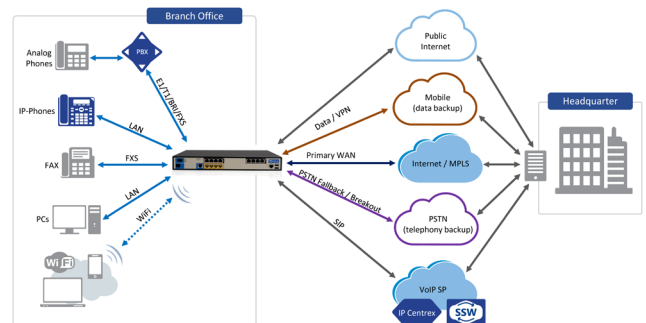 Branch Office
Analog
Phones
PBX
E1/T1/BRI/FXS
IP-Phones
LAN
FAX
FXS
PCs
LAN
WiFi
Wi Fi
Public
Internet
Mobile
(data backup)
Data / VPN
Primary WAN
Internet / MPLS
PSTN Fallback / Breakout
PSTN
(telephony backup)
SIP
VoIP SP
IP Centrex
SSW
Headquarter